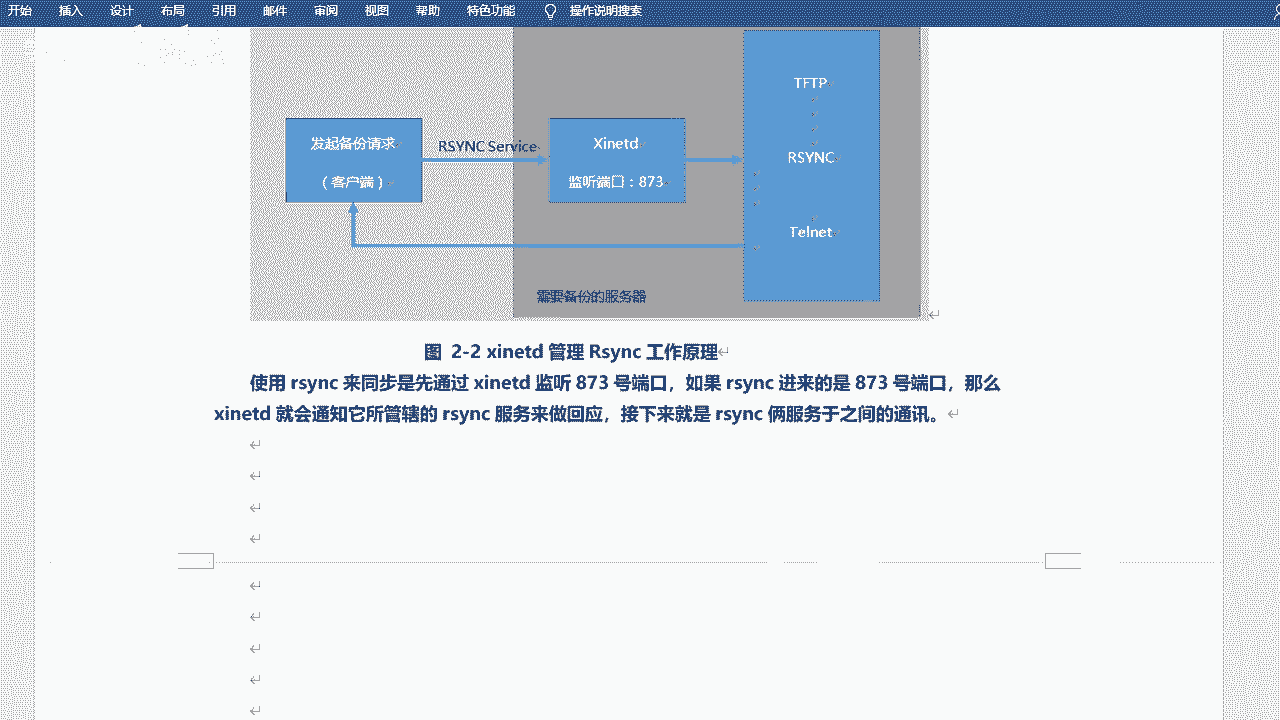 开始 插入 设计 布局 引用 邮件 审阅 视图 帮助 特色功能 操作说明搜索
TFTP
发起备份请求
（客户端）
RSYNC Service
Xinetd
监听端口：873
RSYNC
Telnet
需要备份的服务器
图 2-2 xinetd 管理 Rsync 工作原理
使用 rsync 来同步是先通过 xinetd 监听 873 号端口，如果 rsync 进来的是 873 号端口，那么
xinetd 就会通知它所管辖的 rsync 服务来做回应，接下来就是 rsync 俩服务于之间的通讯。